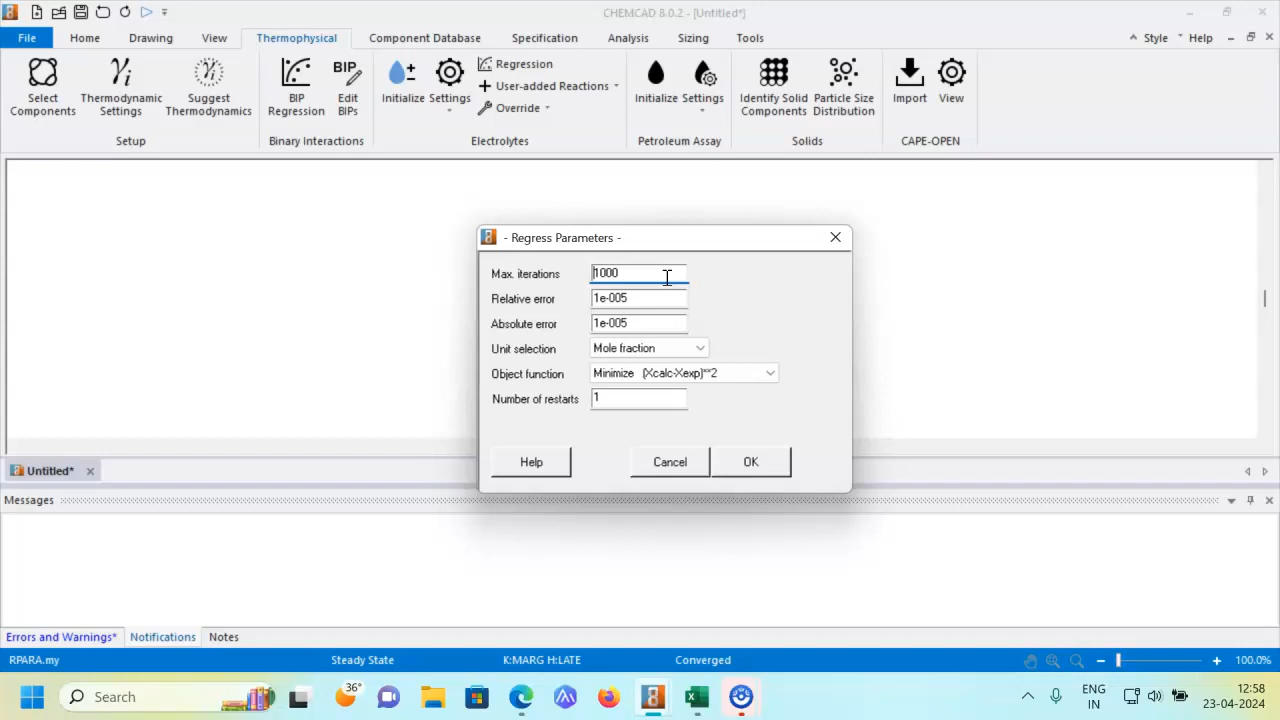 CHEMCAD 8.0.2 - [Untitled*]
File Home Drawing View Thermophysical Component Database Specification Analysis Sizing Tools Style Help
Select Components
Thermodynamic Settings
Suggest Thermodynamics
Setup
BIP Regression
BIP
Edit BIPs
Binary Interactions
Initialize
Settings
Regression
User-added Reactions
Override
Electrolytes
Initialize
Settings
Petroleum Assay
Identify Solid Components
Particle Size Distribution
Solids
Import
View
CAPE-OPEN
- Regress Parameters -
Max. iterations 1000
Relative error 1e-005
Absolute error 1e-005
Unit selection Mole fraction
Object function Minimize (Xcalc-Xexp)**2
Number of restarts 1
Help Cancel OK
Untitled*
Messages
Errors and Warnings* Notifications Notes
RPARA.my Steady State K:MARG H:LATE Converged 100.0%
Search
36°
ENG
IN
12:58
23-04-2024